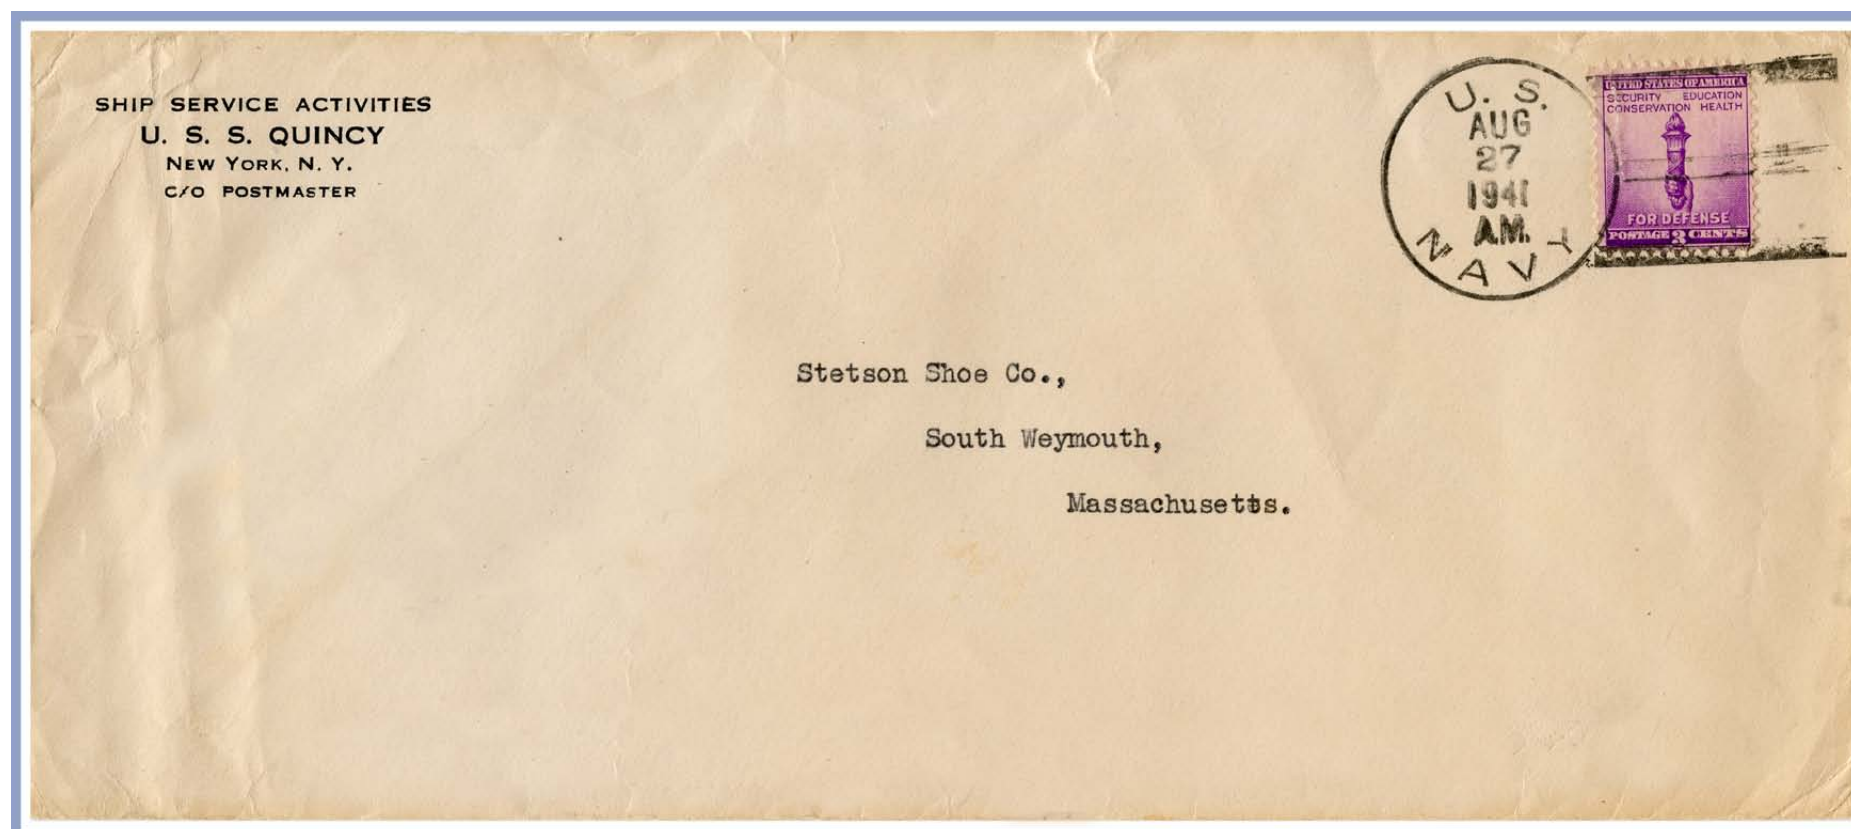 SHIP SERVICE ACTIVITIES
U. S. S. QUINCY
NEW YORK, N. Y.
C/O POSTMASTER
U. S.
AUG
27
1941
A.M.
NAVY
UNITED STATES OF AMERICA
SECURITY EDUCATION
CONSERVATION HEALTH
FOR DEFENSE
POSTAGE 3 CENTS
Stetson Shoe Co.,
South Weymouth,
Massachusetts.